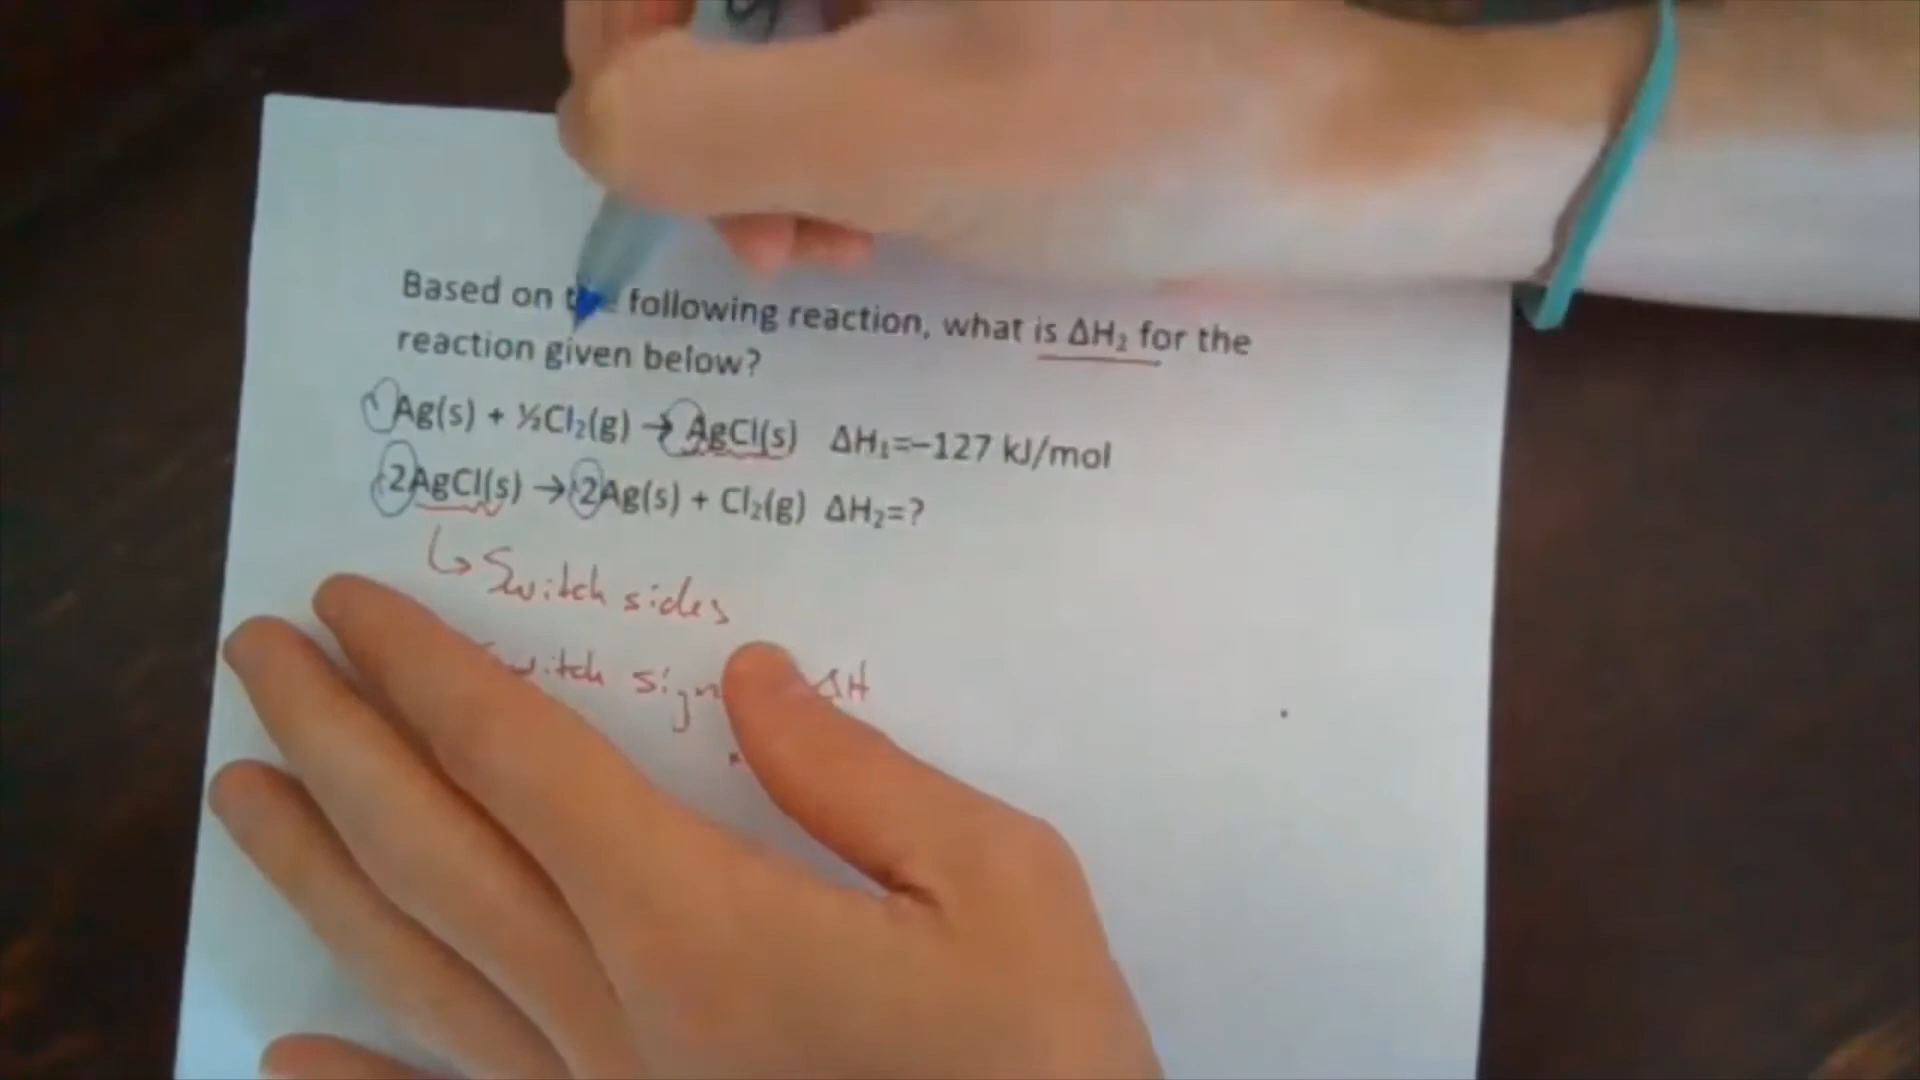 Based on following reaction, what is ΔH₂ for the
reaction given below?
Ag(s) + ½Cl₂(g) → AgCl(s) ΔH₁=−127 kJ/mol
2AgCl(s) → 2Ag(s) + Cl₂(g) ΔH₂=?
↳ Switch sides
ΔH